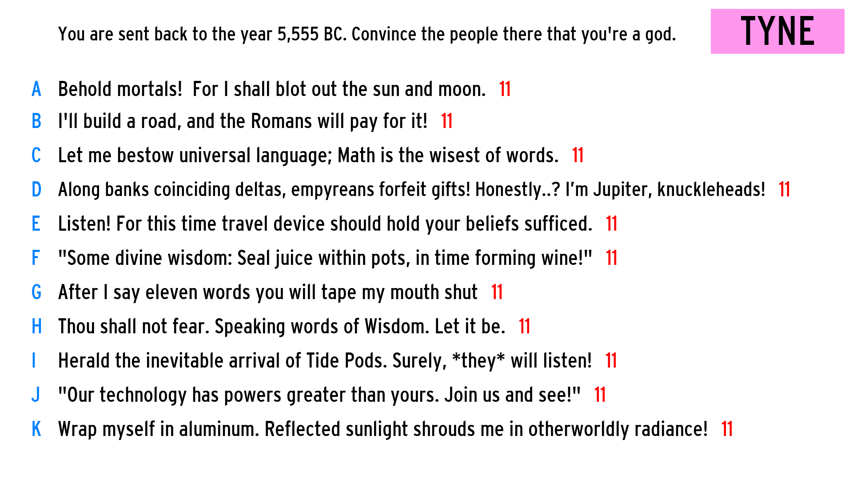 You are sent back to the year 5,555 BC. Convince the people there that you're a god.
TYNE
A Behold mortals! For I shall blot out the sun and moon. 11
B I'll build a road, and the Romans will pay for it! 11
C Let me bestow universal language; Math is the wisest of words. 11
D Along banks coinciding deltas, empyreans forfeit gifts! Honestly..? I'm Jupiter, knuckleheads! 11
E Listen! For this time travel device should hold your beliefs sufficed. 11
F "Some divine wisdom: Seal juice within pots, in time forming wine!" 11
G After I say eleven words you will tape my mouth shut 11
H Thou shall not fear. Speaking words of Wisdom. Let it be. 11
I Herald the inevitable arrival of Tide Pods. Surely, *they* will listen! 11
J "Our technology has powers greater than yours. Join us and see!" 11
K Wrap myself in aluminum. Reflected sunlight shrouds me in otherworldly radiance! 11